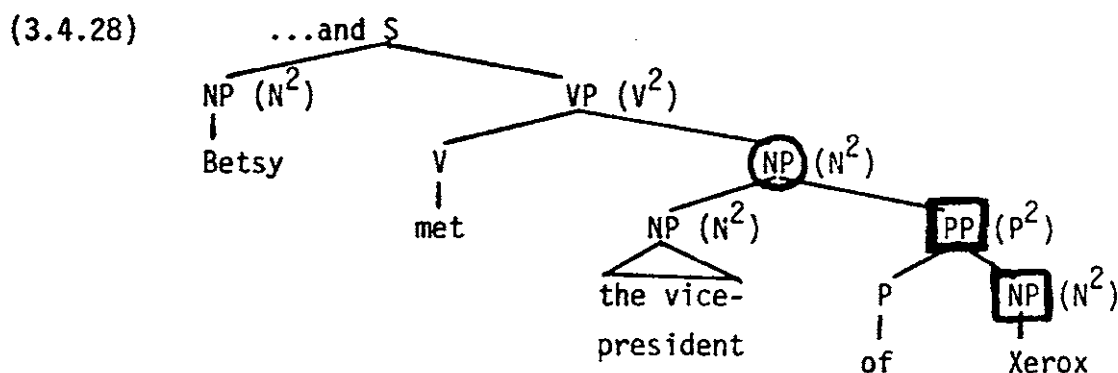 (3.4.28) ...and S
NP (N²) VP (V²)
Betsy V NP (N²)
met NP (N²) PP (P²)
the vice- P NP (N²)
president of Xerox